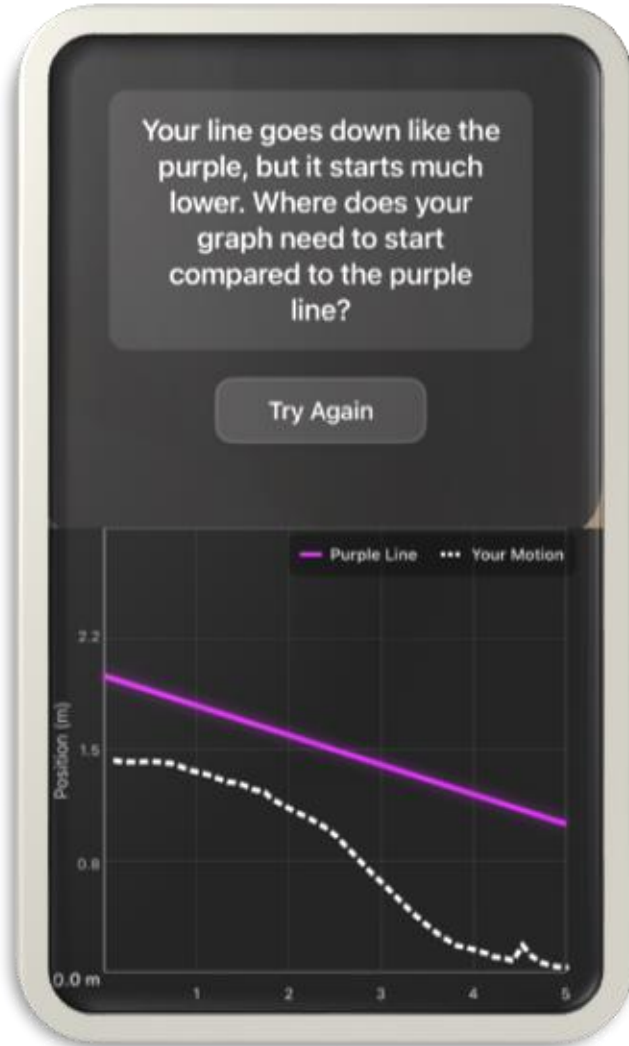 Your line goes down like the
purple, but it starts much
lower. Where does your
graph need to start
compared to the purple
line?
Try Again
Purple Line
Your Motion
2.2
Position (m)
1.5
0.8
0.0 m
1
2
3
4
5